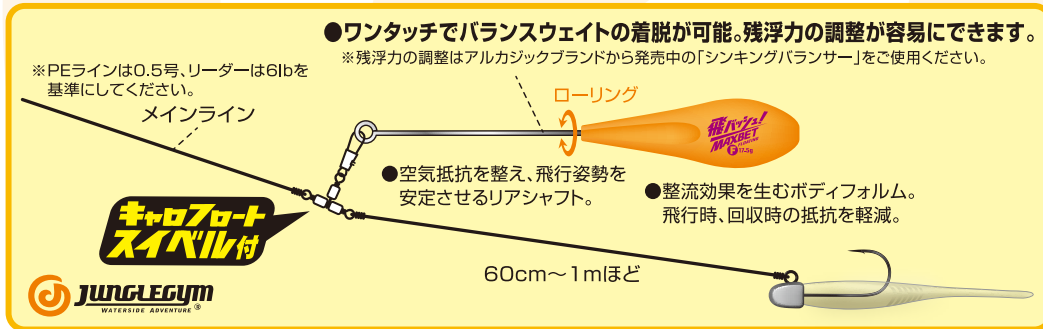 ●ワンタッチでバランスウェイトの着脱が可能。残浮力の調整が容易にできます。
※残浮力の調整はアルカジックブランドから発売中の「シンキングバランサー」をご使用ください。
※PEラインは0.5号、リーダーは6lbを
基準にしてください。
メインライン
ローリング
飛バッシュ!
MAXBET
FLOATING
F 17.5g
●空気抵抗を整え、飛行姿勢を
安定させるリアシャフト。
●整流効果を生むボディフォルム。
飛行時、回収時の抵抗を軽減。
キャロフロート
スイベル付
60cm〜1mほど
JUNGLEGYM®
WATERSIDE ADVENTURE